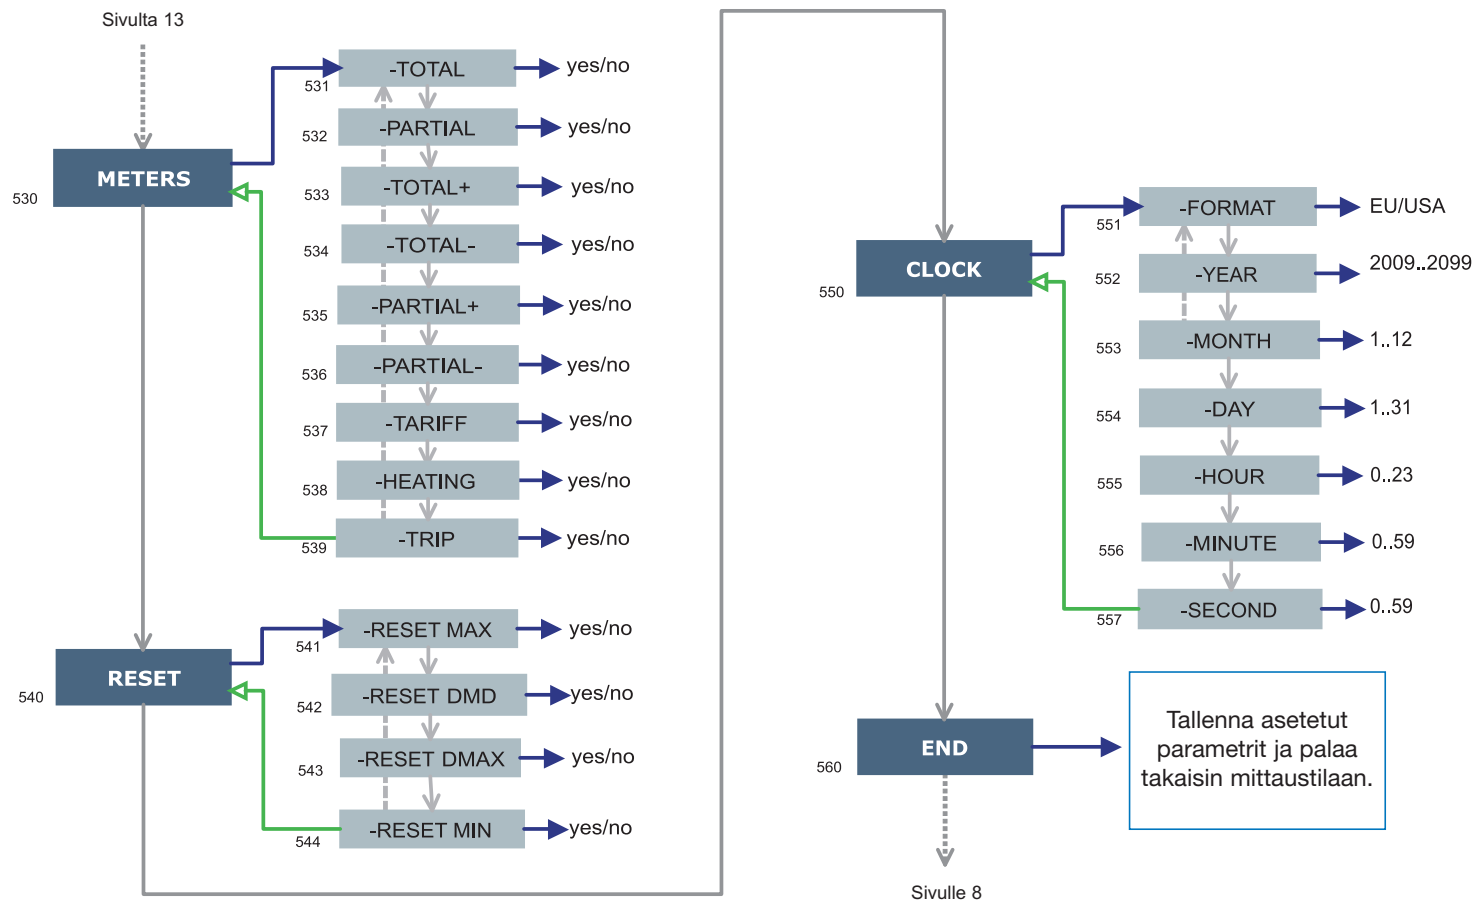 Sivulta 13
530
METERS
531
-TOTAL
yes/no
532
-PARTIAL
yes/no
533
-TOTAL+
yes/no
534
-TOTAL-
yes/no
535
-PARTIAL+
yes/no
536
-PARTIAL-
yes/no
537
-TARIFF
yes/no
538
-HEATING
yes/no
539
-TRIP
yes/no
540
RESET
541
-RESET MAX
yes/no
542
-RESET DMD
yes/no
543
-RESET DMAX
yes/no
544
-RESET MIN
yes/no
550
CLOCK
551
-FORMAT
EU/USA
552
-YEAR
2009..2099
553
-MONTH
1..12
554
-DAY
1..31
555
-HOUR
0..23
556
-MINUTE
0..59
557
-SECOND
0..59
560
END
Tallenna asetetut
parametrit ja palaa
takaisin mittaustilaan.
Sivulle 8